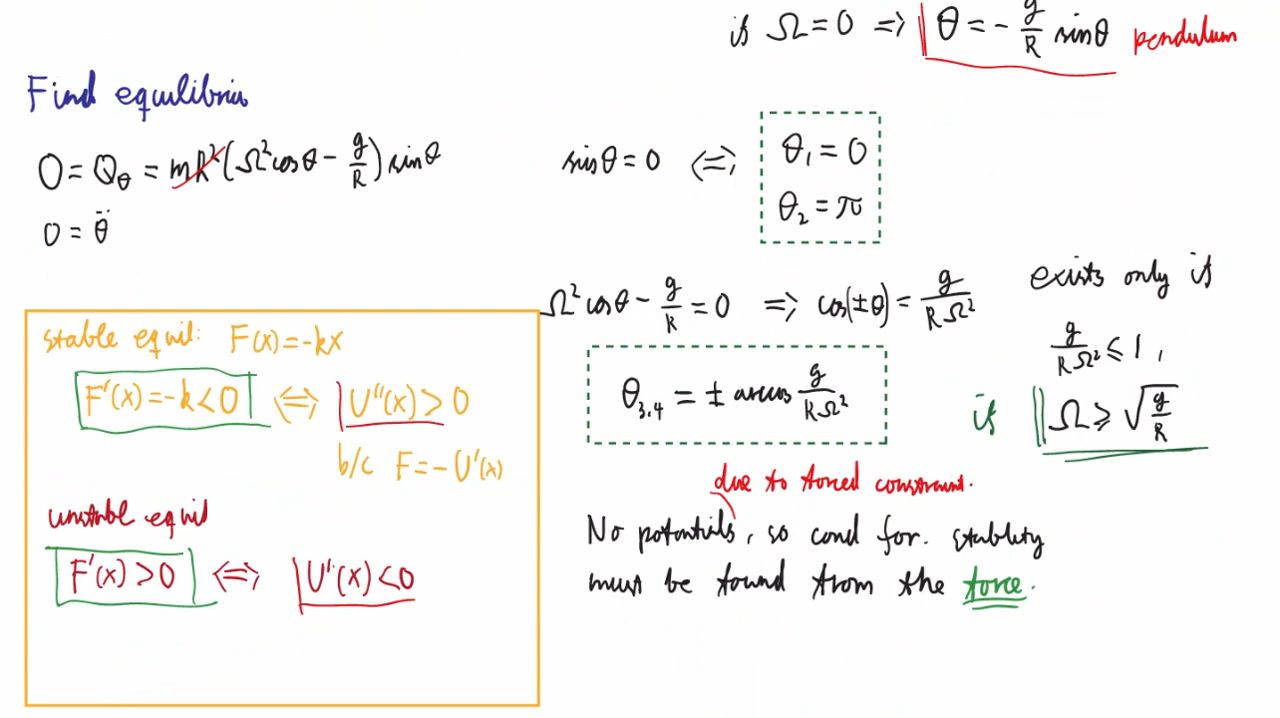 if Ω = 0 => θ = - g/R sinθ pendulum
Find equilibria
0 = Q_θ = mR²(Ω²cosθ - g/R) sinθ
0 = θ̈
sinθ = 0 <=> θ₁ = 0
θ₂ = π
Ω²cosθ - g/R = 0 => cos(±θ) = g/RΩ²
exists only if
g/RΩ² ≤ 1,
θ₃.₄ = ± arccos g/RΩ²
if Ω ⩾ √g/R
stable equil: F(x) = -kx
F'(x) = -k < 0 <=> U''(x) > 0
b/c F = - U'(x)
unstable equil
F'(x) > 0 <=> U''(x) < 0
due to forced constraint.
No potentials, so cond for. stability
must be found from the force.